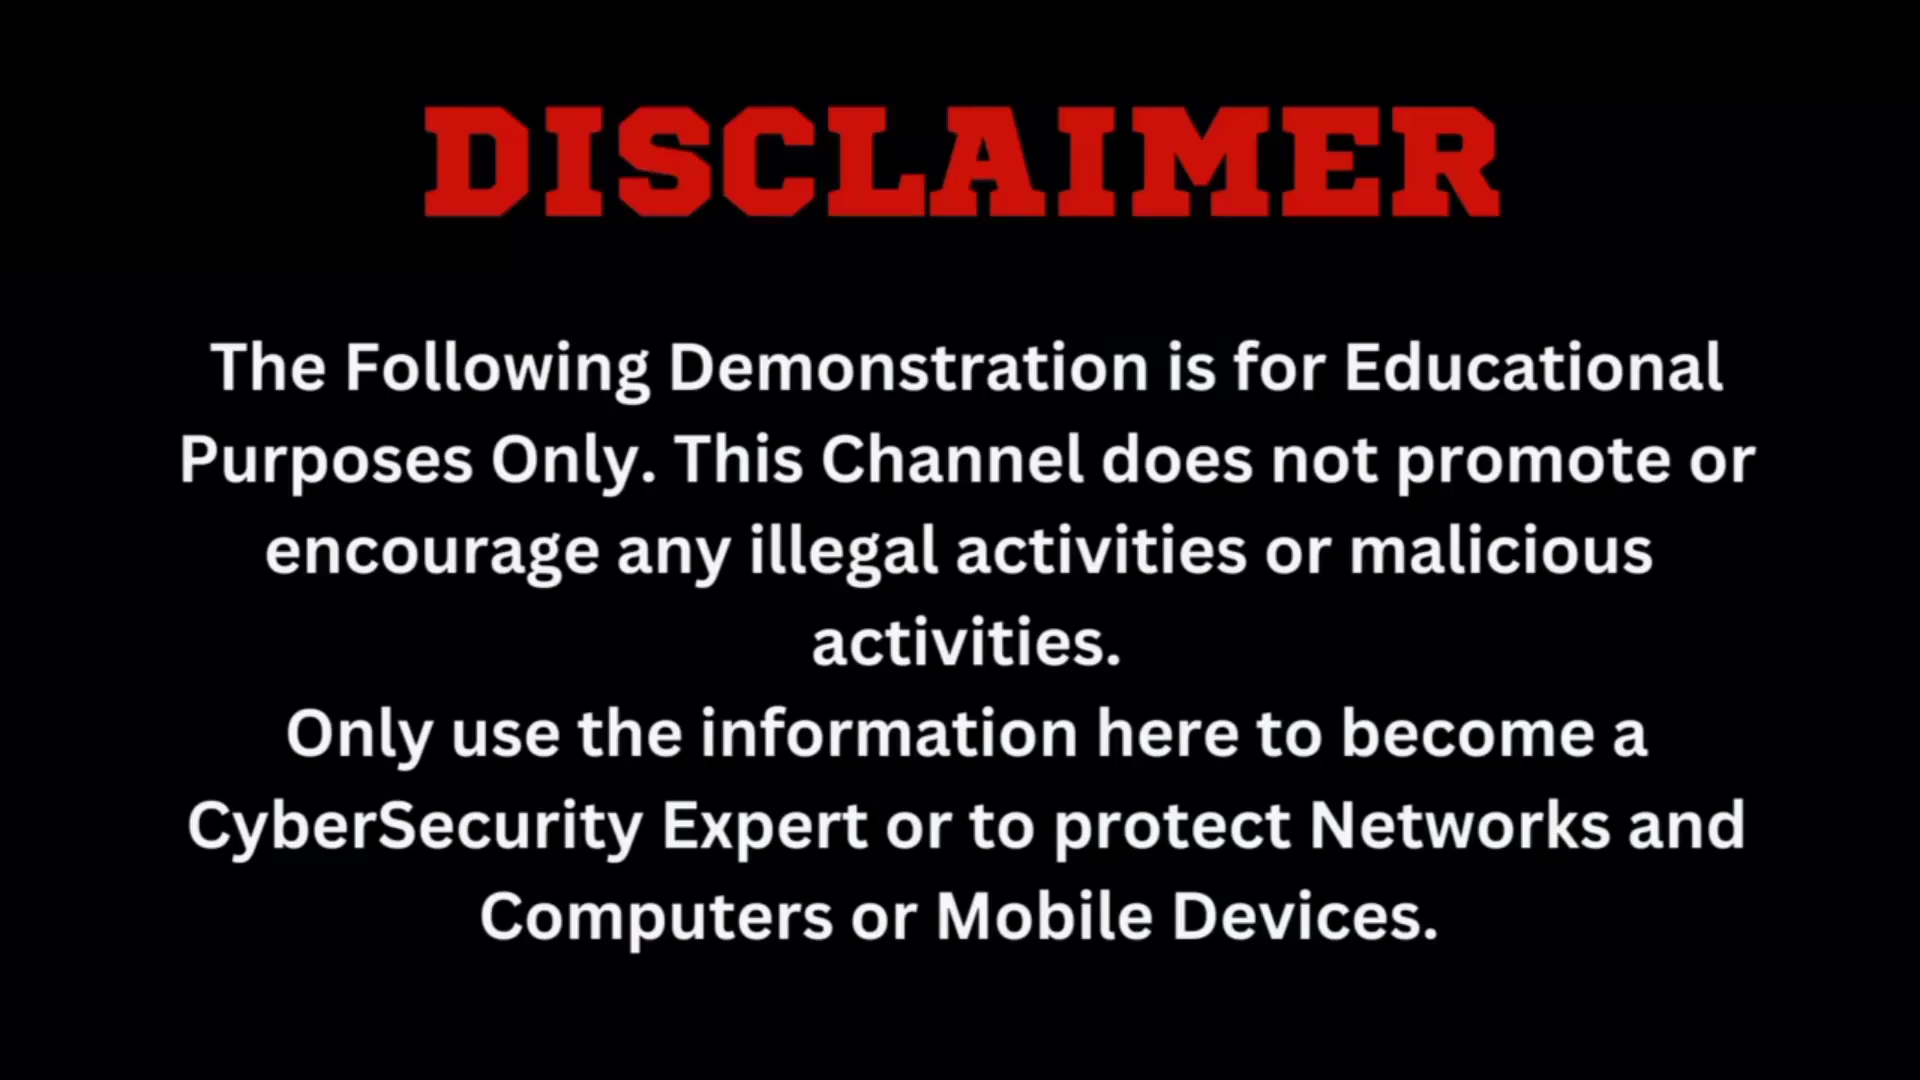 DISCLAIMER
The Following Demonstration is for Educational
Purposes Only. This Channel does not promote or
encourage any illegal activities or malicious
activities.
Only use the information here to become a
CyberSecurity Expert or to protect Networks and
Computers or Mobile Devices.